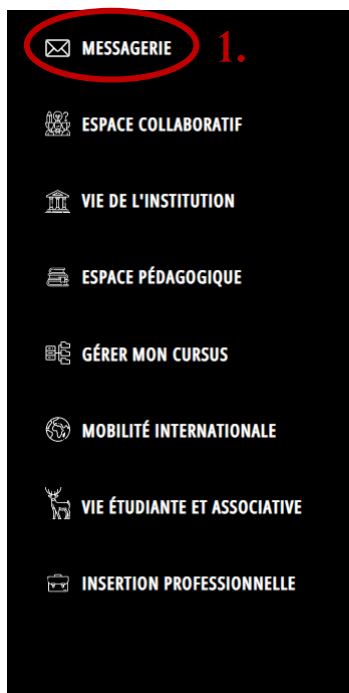 MESSAGERIE 1.
ESPACE COLLABORATIF
VIE DE L'INSTITUTION
ESPACE PÉDAGOGIQUE
GÉRER MON CURSUS
MOBILITÉ INTERNATIONALE
VIE ÉTUDIANTE ET ASSOCIATIVE
INSERTION PROFESSIONNELLE